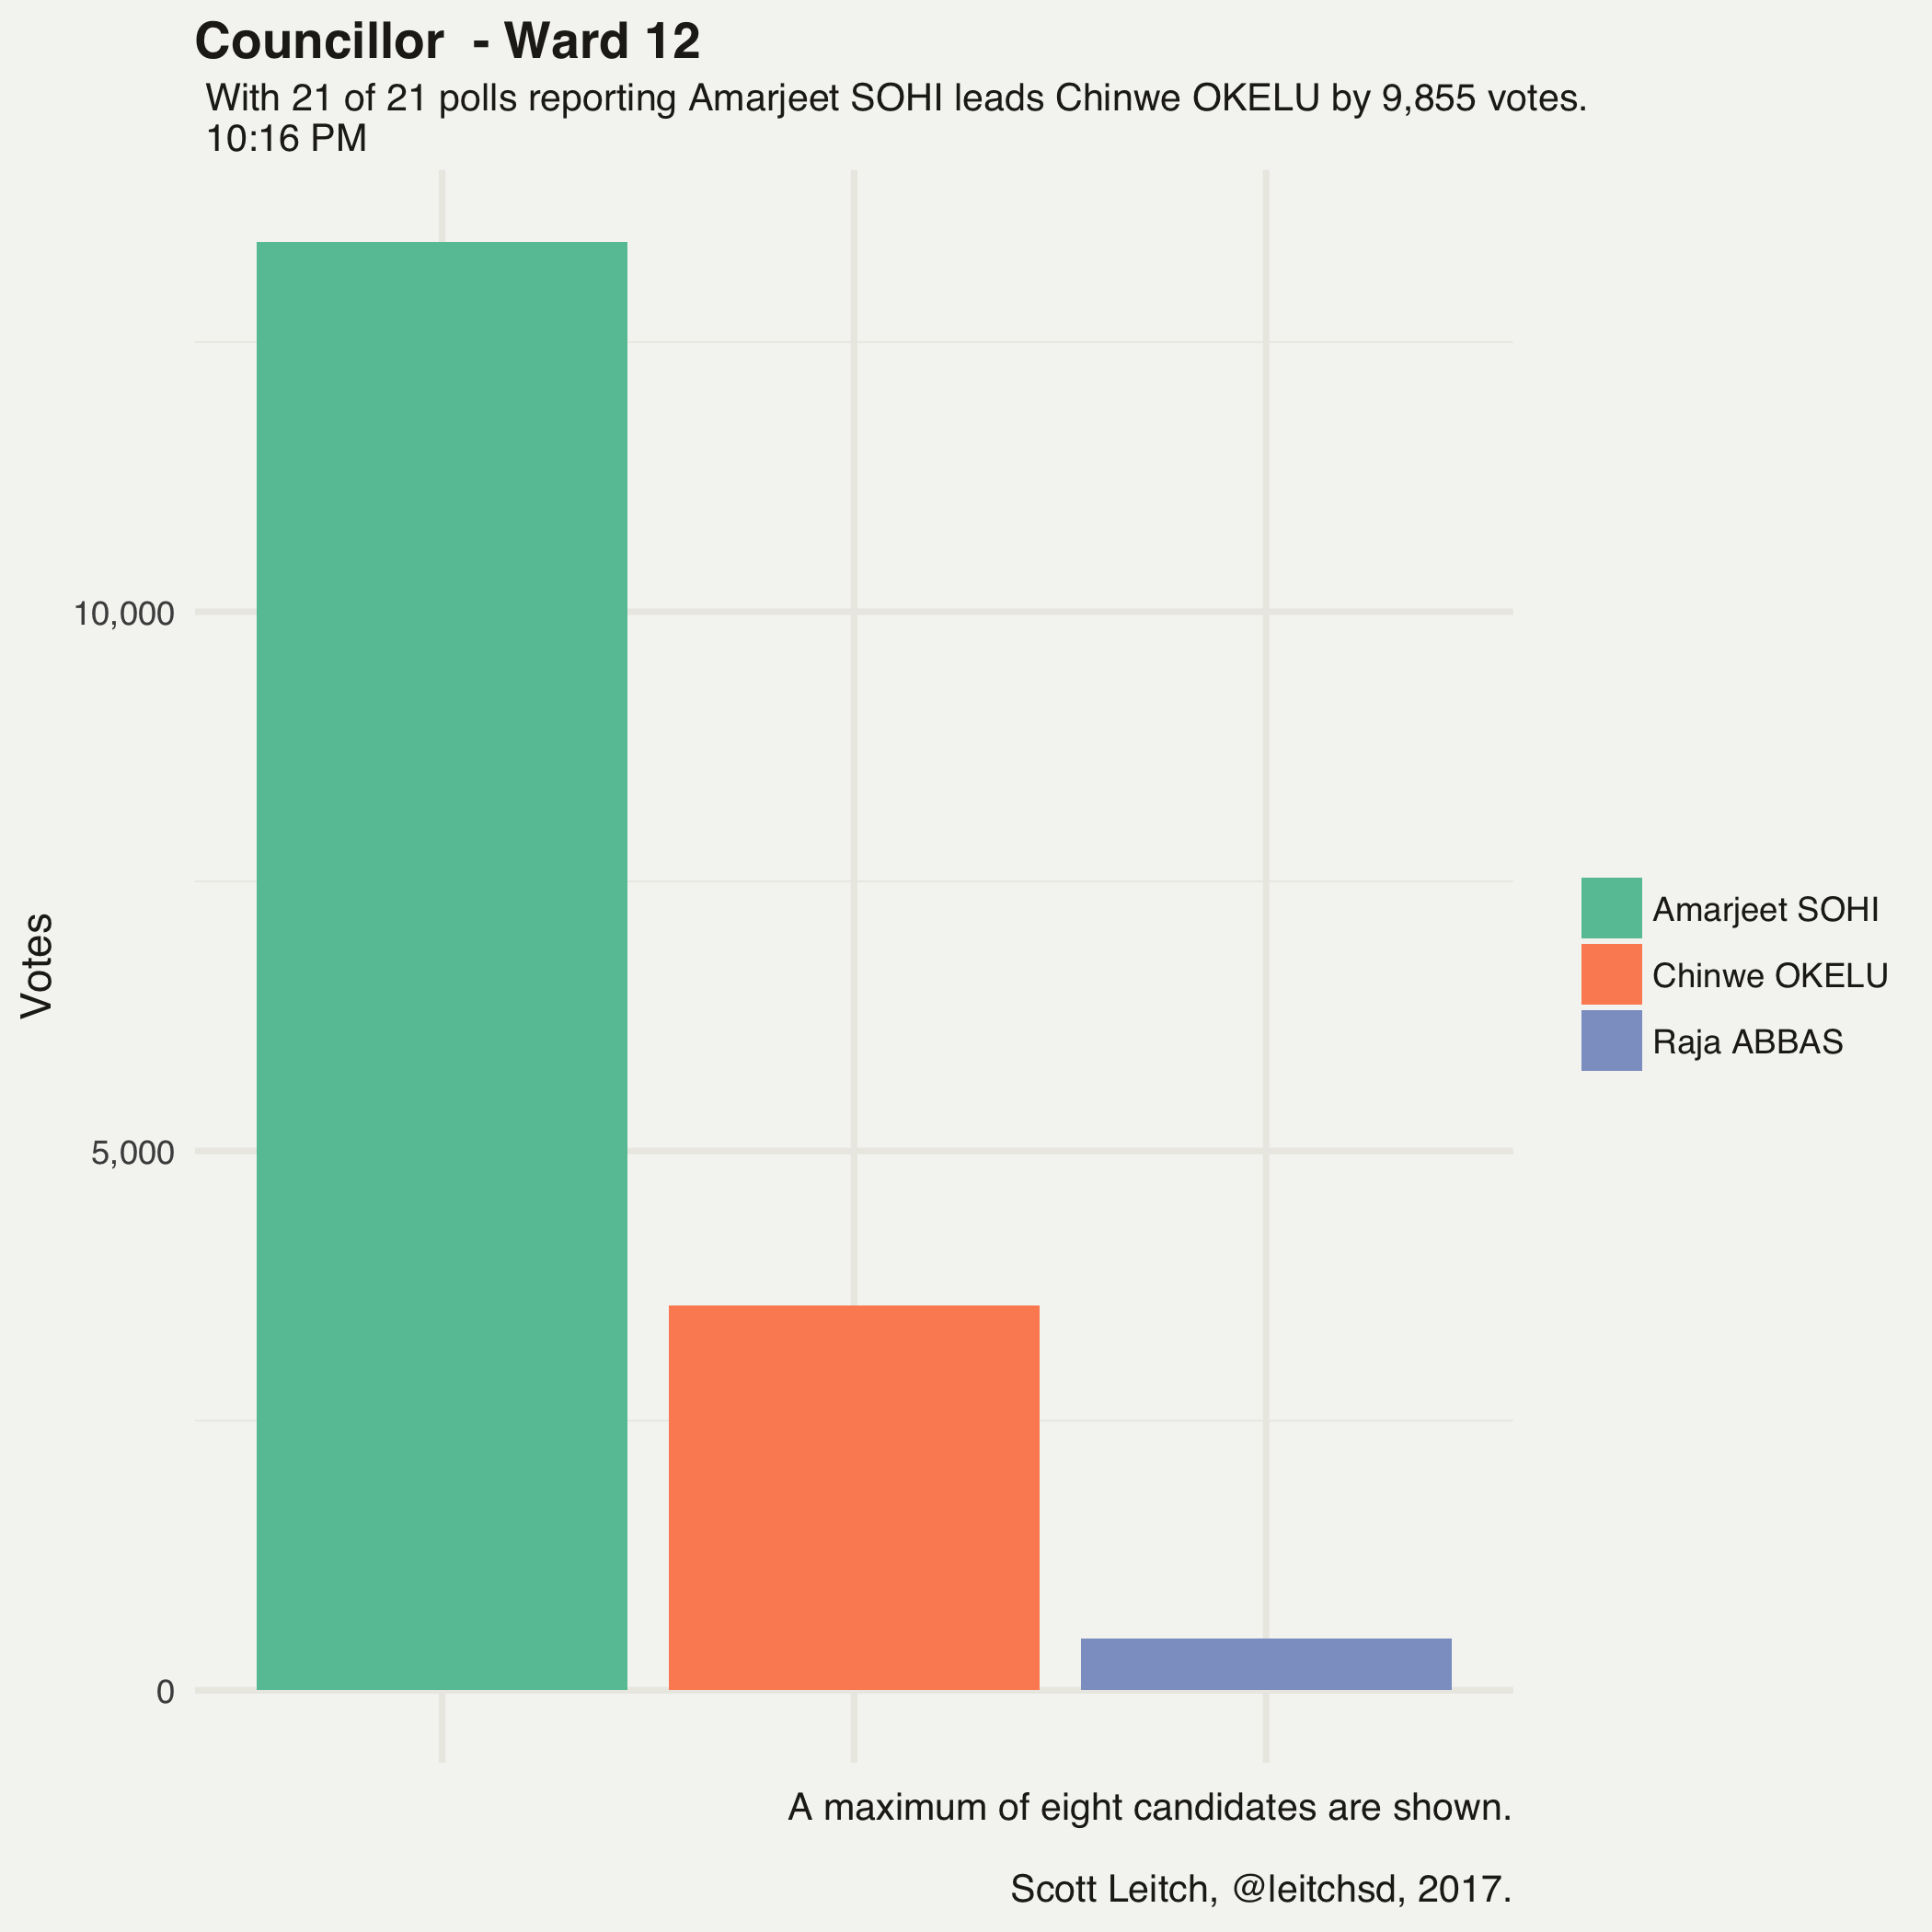 Councillor  - Ward 12
With 21 of 21 polls reporting Amarjeet SOHI leads Chinwe OKELU by 9,855 votes.
10:16 PM
10,000
5,000
0
Votes
Amarjeet SOHI
Chinwe OKELU
Raja ABBAS
A maximum of eight candidates are shown.
Scott Leitch, @leitchsd, 2017.